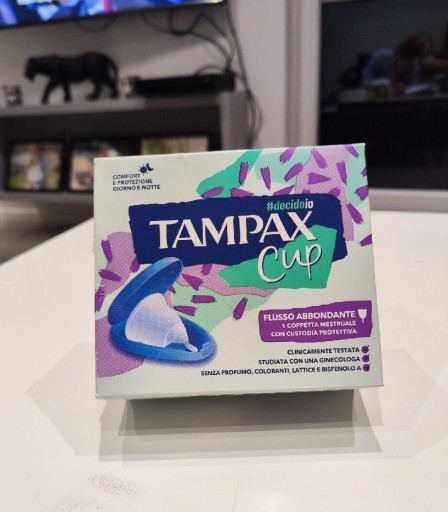 COMFORT
E PROTEZIONE
GIORNO E NOTTE
#decidoio
TAMPAX
Cup
FLUSSO ABBONDANTE
1 COPPETTA MESTRUALE
CON CUSTODIA PROTETTIVA
CLINICAMENTE TESTATA
STUDIATA CON UNA GINECOLOGA
SENZA PROFUMO, COLORANTI, LATTICE E BISFENOLO A